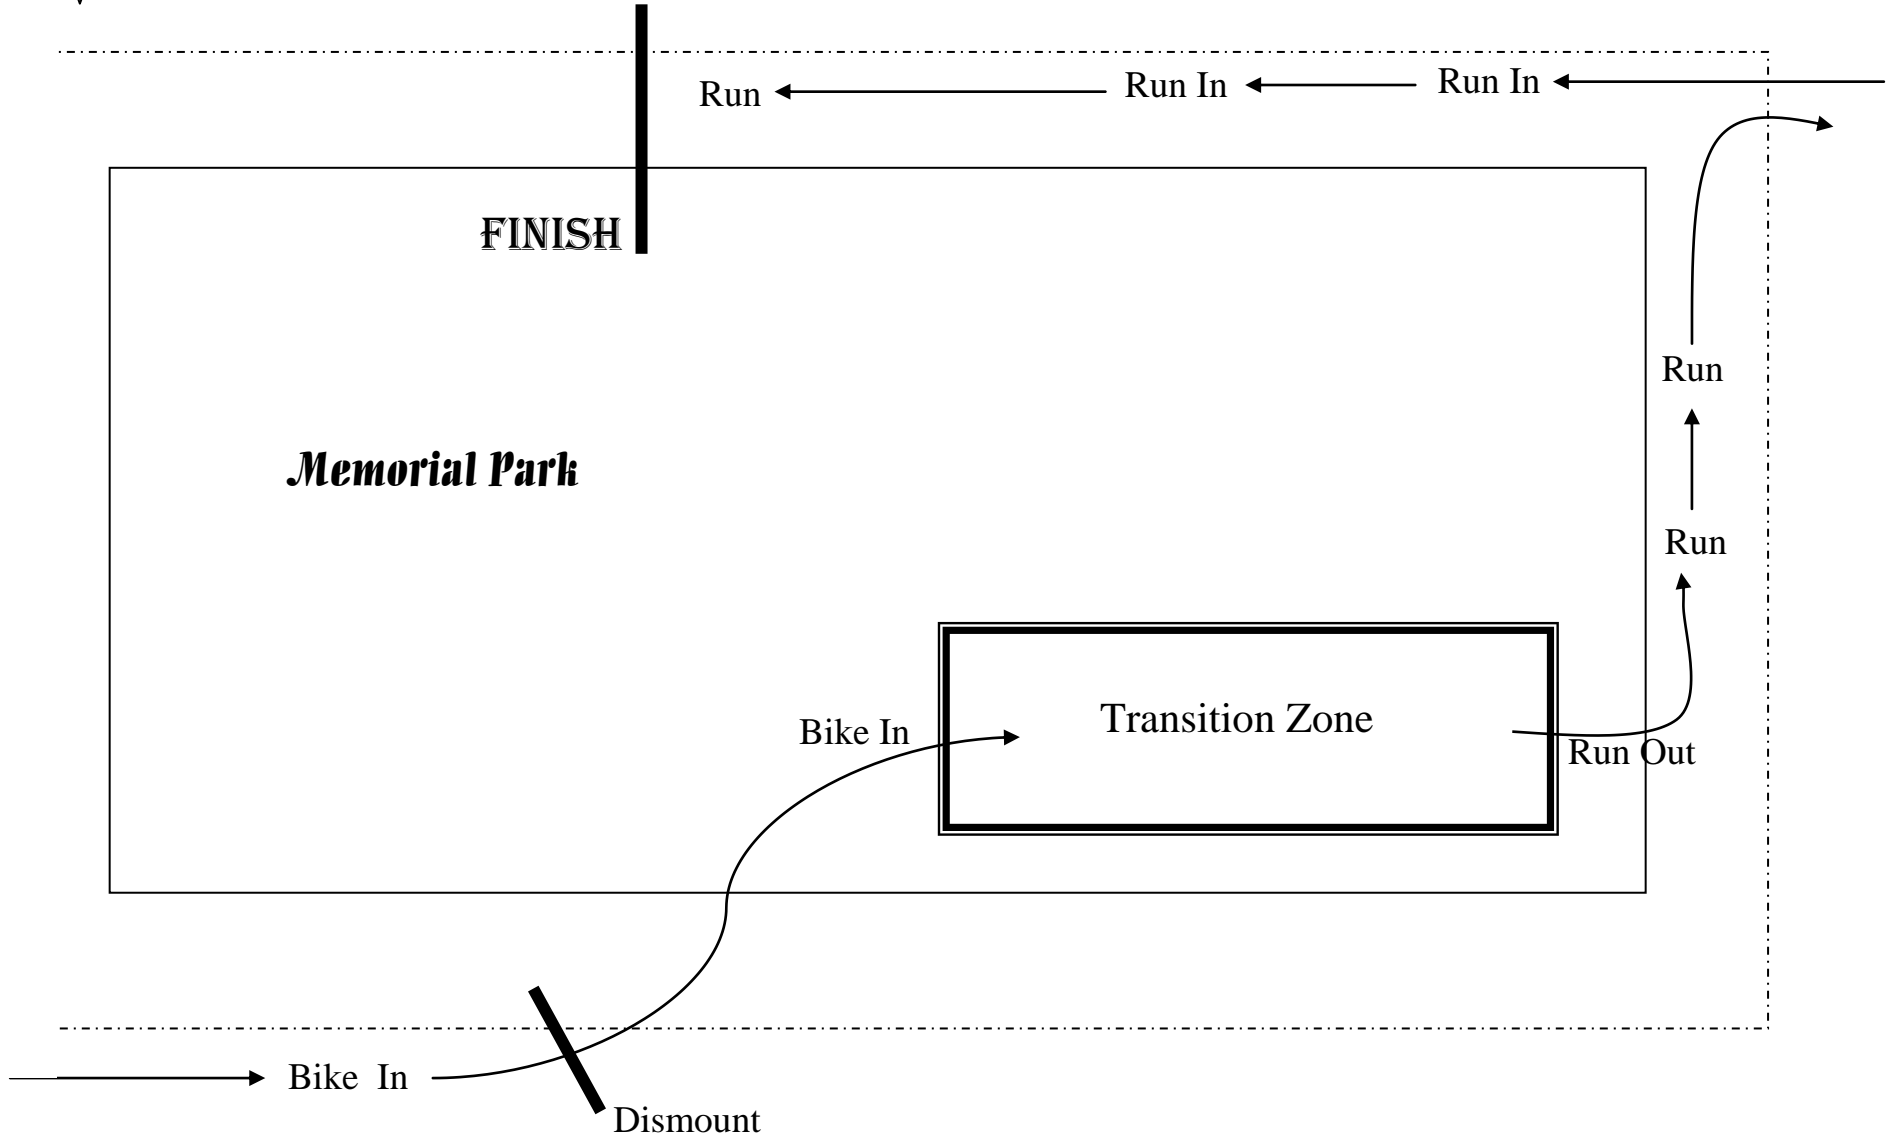 Run
Run In
Run In
FINISH
Run
Memorial Park
Run
Transition Zone
Bike In
Run Out
Bike In
Dismount